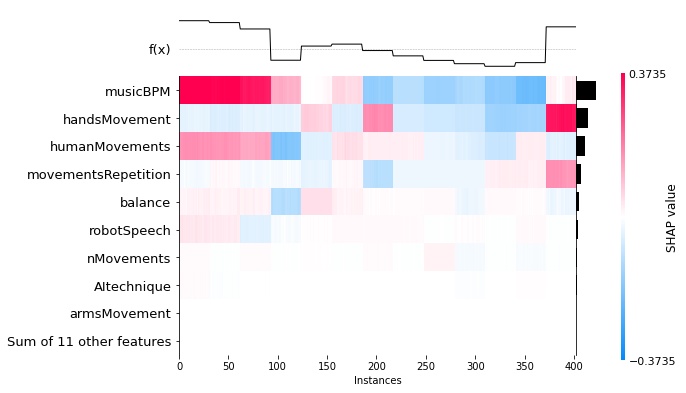 f(x)
musicBPM
handsMovement
humanMovements
movementsRepetition
balance
robotSpeech
nMovements
AItechnique
armsMovement
Sum of 11 other features
0 50 100 150 200 250 300 350 400
Instances
0.3735
SHAP value
−0.3735